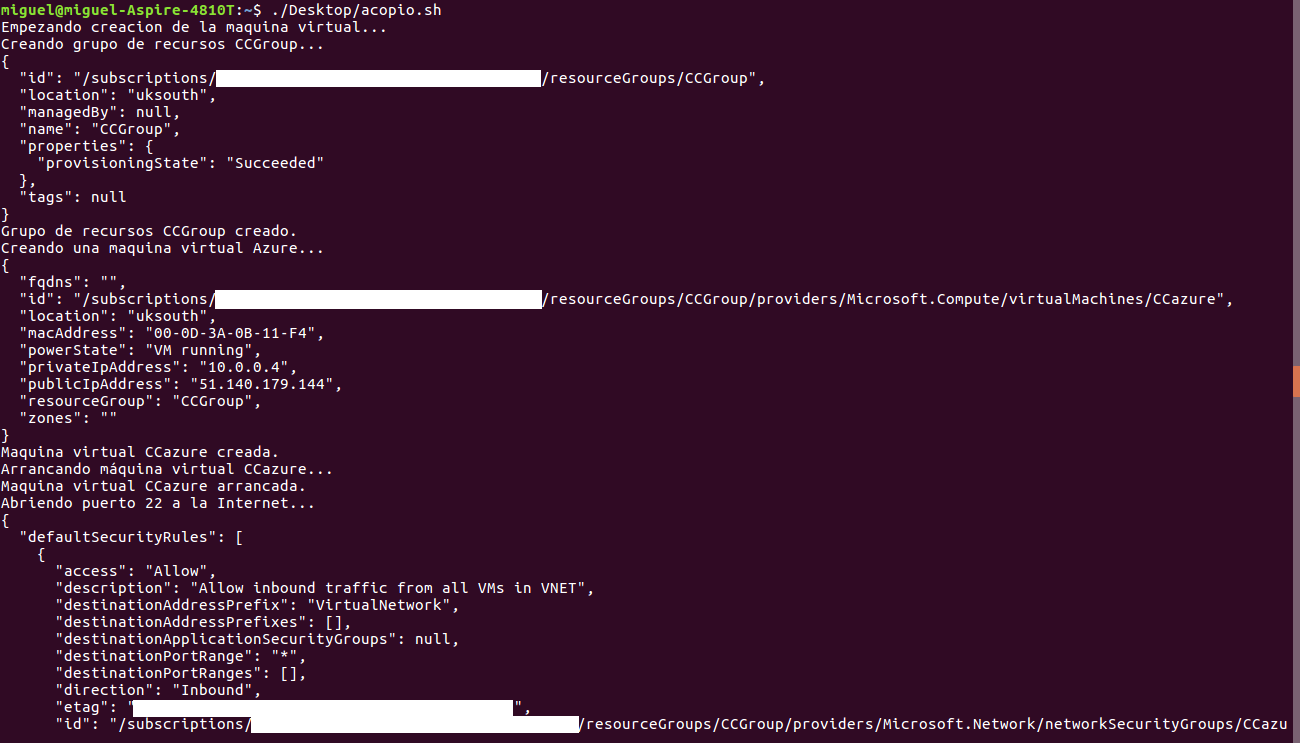 miguel@miguel-Aspire-4810T:~$ ./Desktop/acopio.sh
Empezando creacion de la maquina virtual...
Creando grupo de recursos CCGroup...
{
  "id": "/subscriptions/                                    /resourceGroups/CCGroup",
  "location": "uksouth",
  "managedBy": null,
  "name": "CCGroup",
  "properties": {
    "provisioningState": "Succeeded"
  },
  "tags": null
}
Grupo de recursos CCGroup creado.
Creando una maquina virtual Azure...
{
  "fqdns": "",
  "id": "/subscriptions/                                    /resourceGroups/CCGroup/providers/Microsoft.Compute/virtualMachines/CCazure",
  "location": "uksouth",
  "macAddress": "00-0D-3A-0B-11-F4",
  "powerState": "VM running",
  "privateIpAddress": "10.0.0.4",
  "publicIpAddress": "51.140.179.144",
  "resourceGroup": "CCGroup",
  "zones": ""
}
Maquina virtual CCazure creada.
Arrancando máquina virtual CCazure...
Maquina virtual CCazure arrancada.
Abriendo puerto 22 a la Internet...
{
  "defaultSecurityRules": [
    {
      "access": "Allow",
      "description": "Allow inbound traffic from all VMs in VNET",
      "destinationAddressPrefix": "VirtualNetwork",
      "destinationAddressPrefixes": [],
      "destinationApplicationSecurityGroups": null,
      "destinationPortRange": "*",
      "destinationPortRanges": [],
      "direction": "Inbound",
      "etag": "                                          ",
      "id": "/subscriptions/                                    /resourceGroups/CCGroup/providers/Microsoft.Network/networkSecurityGroups/CCazu